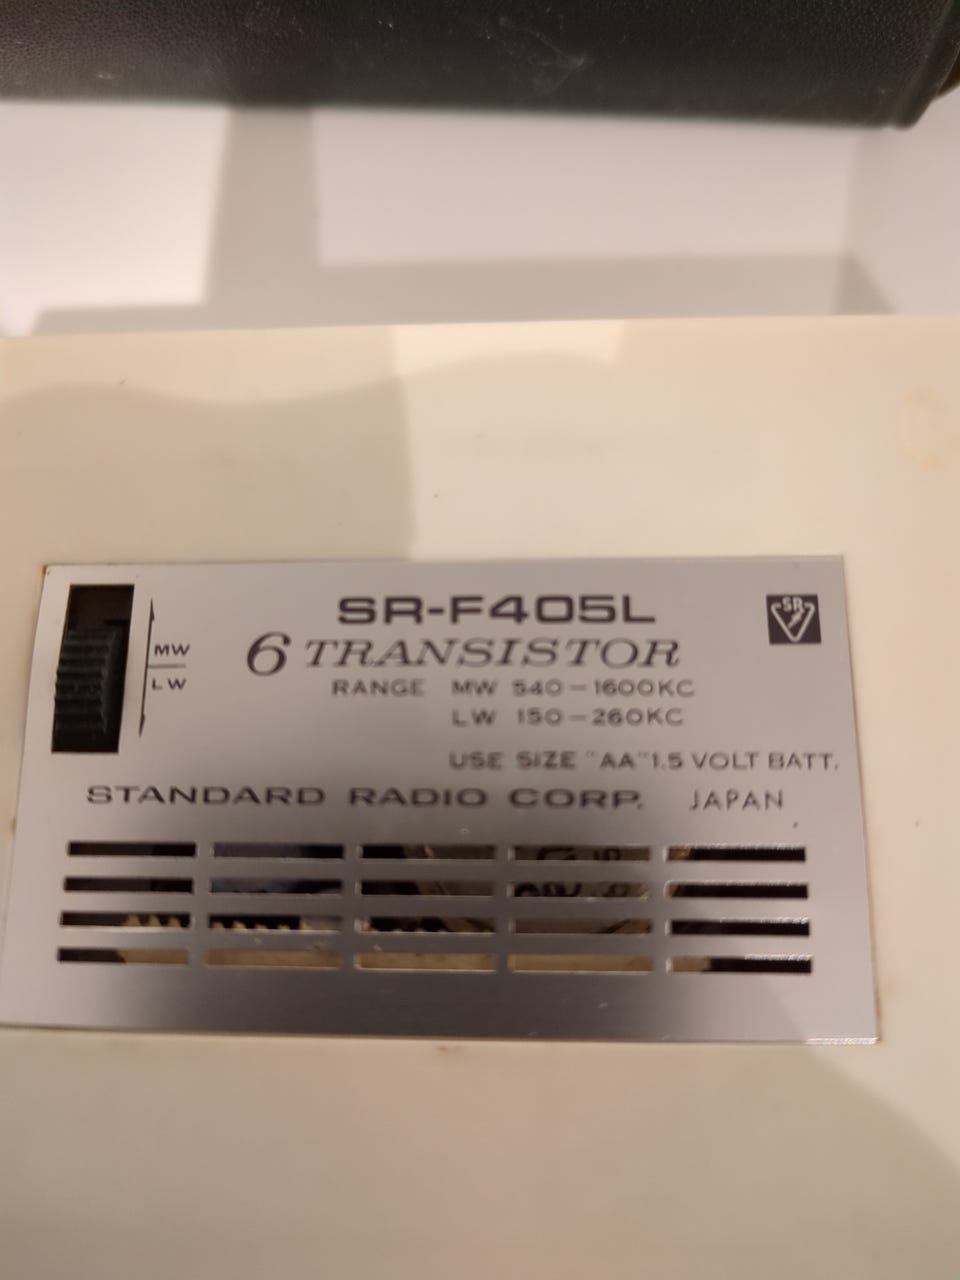 SR-F405L
SR
6 TRANSISTOR
MW
LW
RANGE MW 540-1600KC
LW 150-260KC
USE SIZE "AA" 1.5 VOLT BATT.
STANDARD RADIO CORP. JAPAN